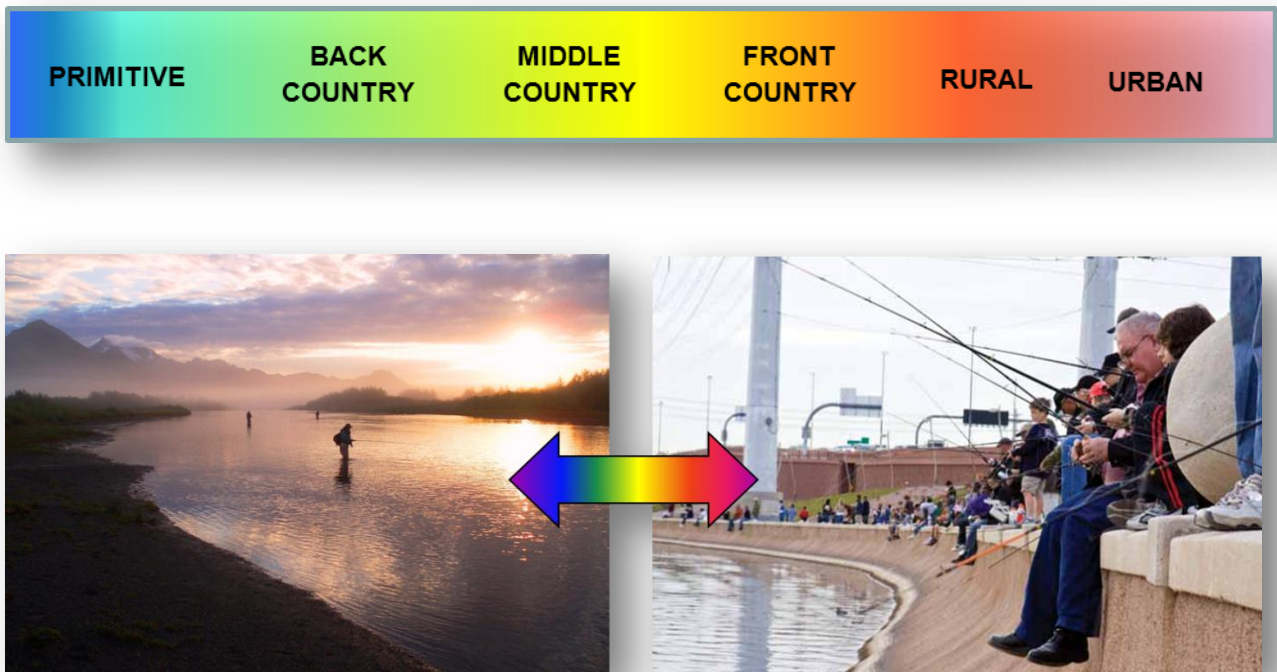 PRIMITIVE
BACK
COUNTRY
MIDDLE
COUNTRY
FRONT
COUNTRY
RURAL
URBAN